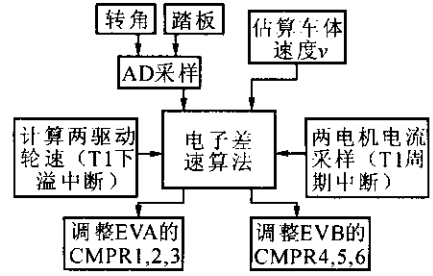 转角
踏板
估算车体
速度v
AD采样
计算两驱动
轮速（T1下
溢中断）
电子差
速算法
两电机电流
采样（T1周
期中断）
调整EVA的
CMPR1,2,3
调整EVB的
CMPR4,5,6